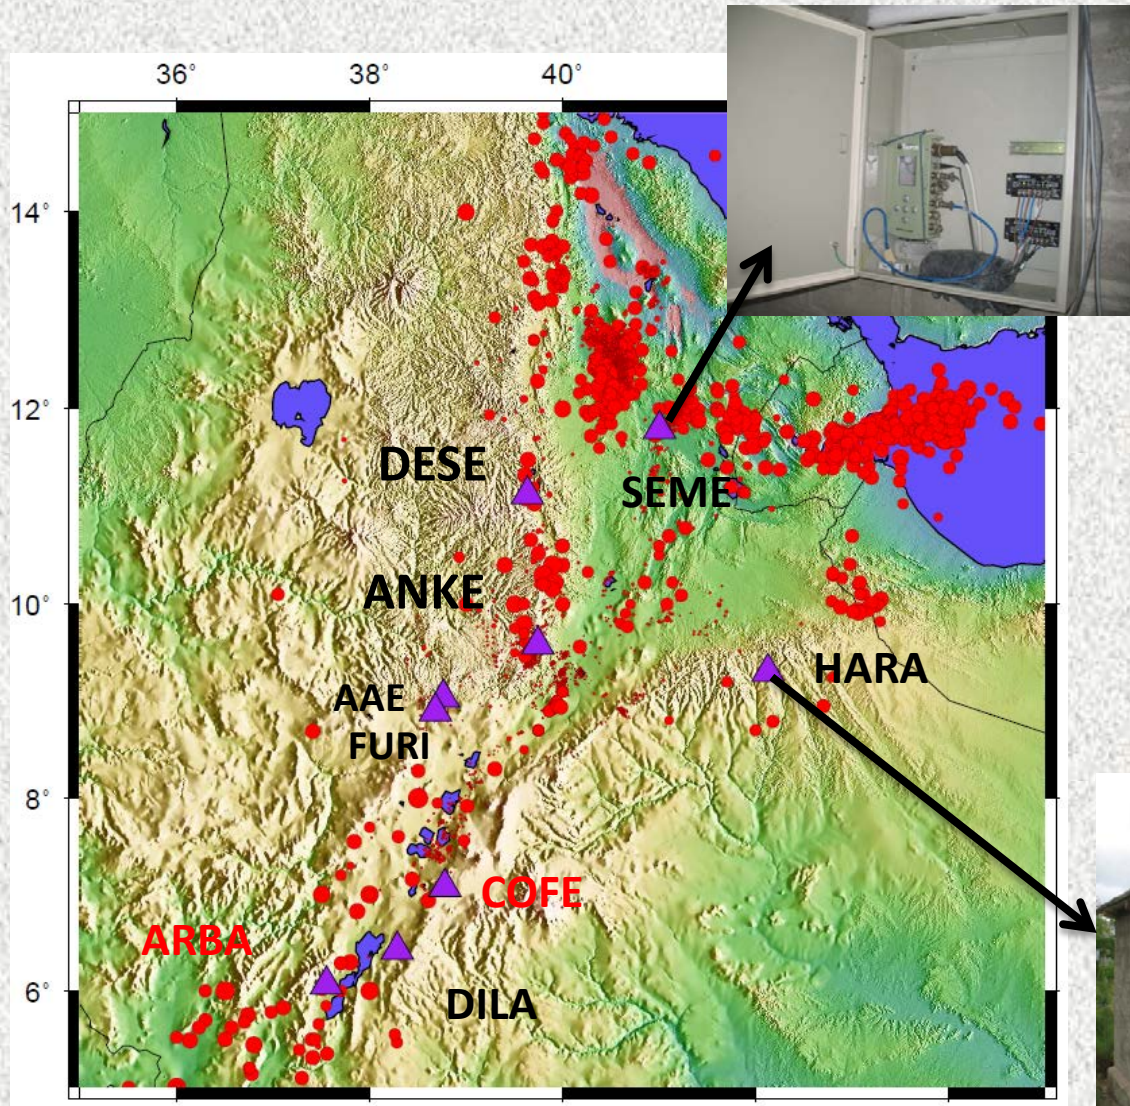 36°
38°
40°
14°
12°
DESE
SEME
ANKE
10°
HARA
AAE
FURI
8°
COFE
ARBA
6°
DILA